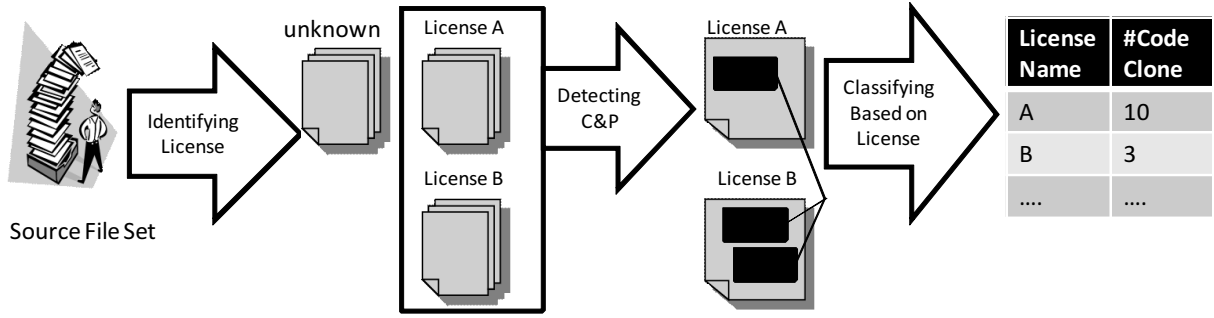 Source File Set
Identifying
License
unknown
License A
License B
Detecting
C&P
License A
License B
Classifying
Based on
License
License Name #Code Clone
A 10
B 3
.... ....